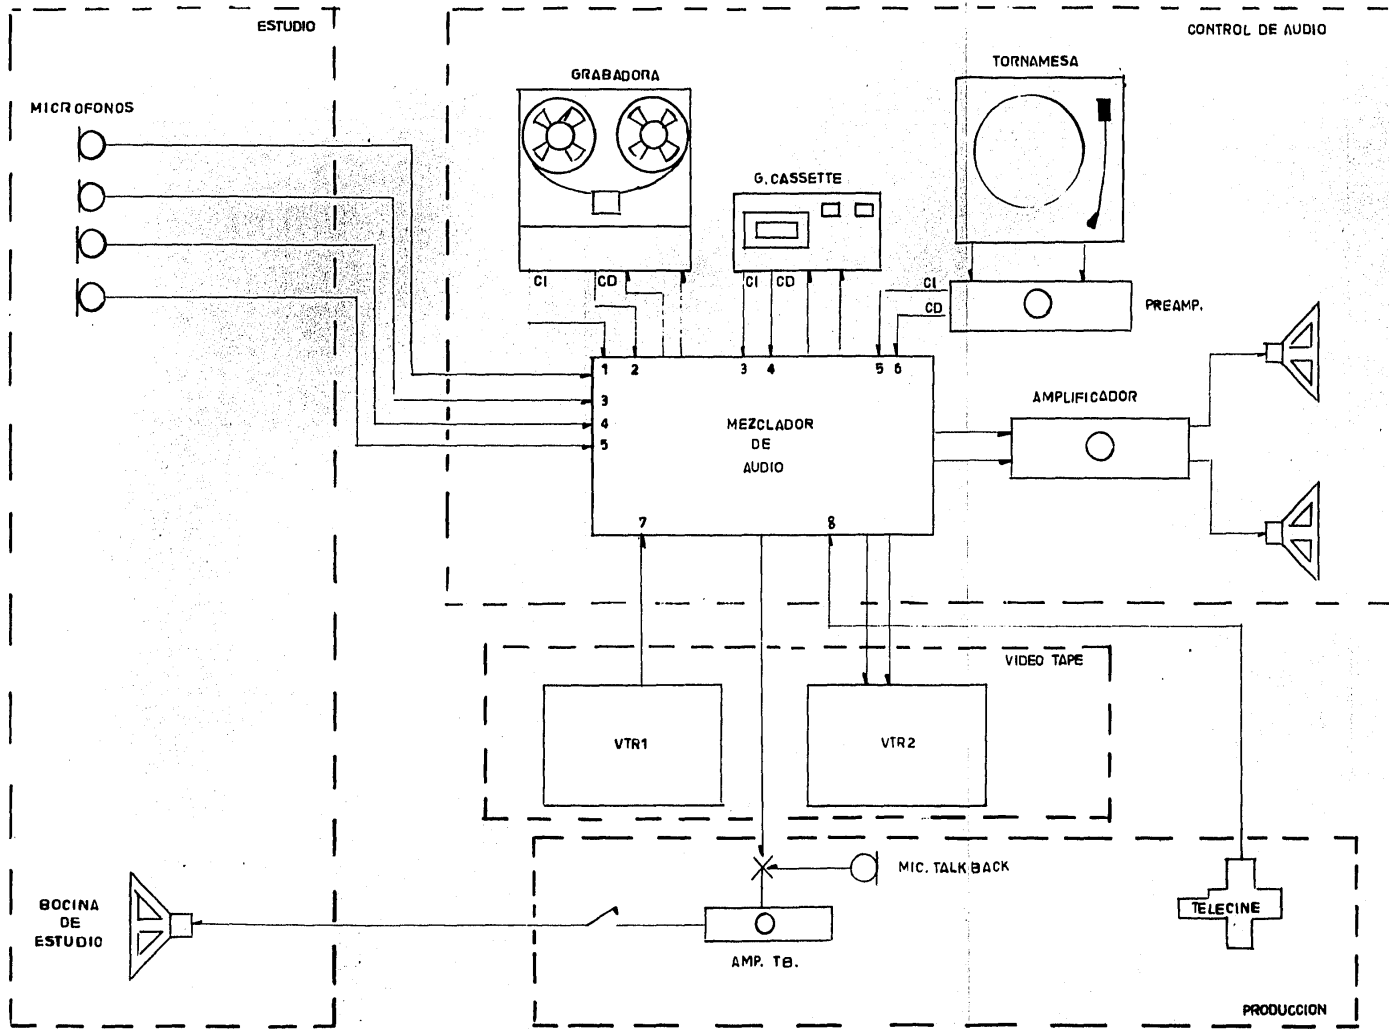 ESTUDIO
CONTROL DE AUDIO
MICROFONOS
GRABADORA
TORNAMESA
G. CASSETTE
CI
CD
CI
CD
CI
CD
PREAMP.
1
2
3
4
5
6
3
4
5
MEZCLADOR
DE
AUDIO
AMPLIFICADOR
7
8
VIDEO TAPE
VTR1
VTR2
MIC. TALK BACK
BOCINA
DE
ESTUDIO
AMP. TB.
TELECINE
PRODUCCION